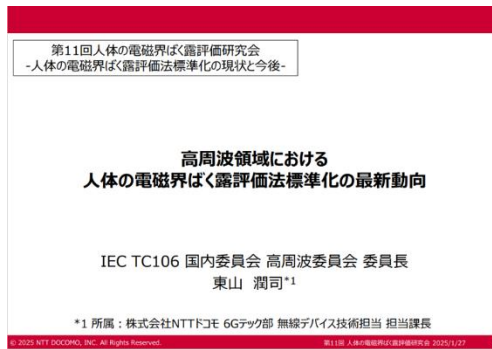 第11回人体の電磁界ばく露評価研究会
-人体の電磁界ばく露評価法標準化の現状と今後-
高周波領域における
人体の電磁界ばく露評価法標準化の最新動向
IEC TC106 国内委員会 高周波委員会 委員長
東山 潤司*1
*1 所属：株式会社NTTドコモ 6Gテック部 無線デバイス技術担当 担当課長
© 2025 NTT DOCOMO, INC. All Rights Reserved.
第11回 人体の電磁界ばく露評価研究会 2025/1/27